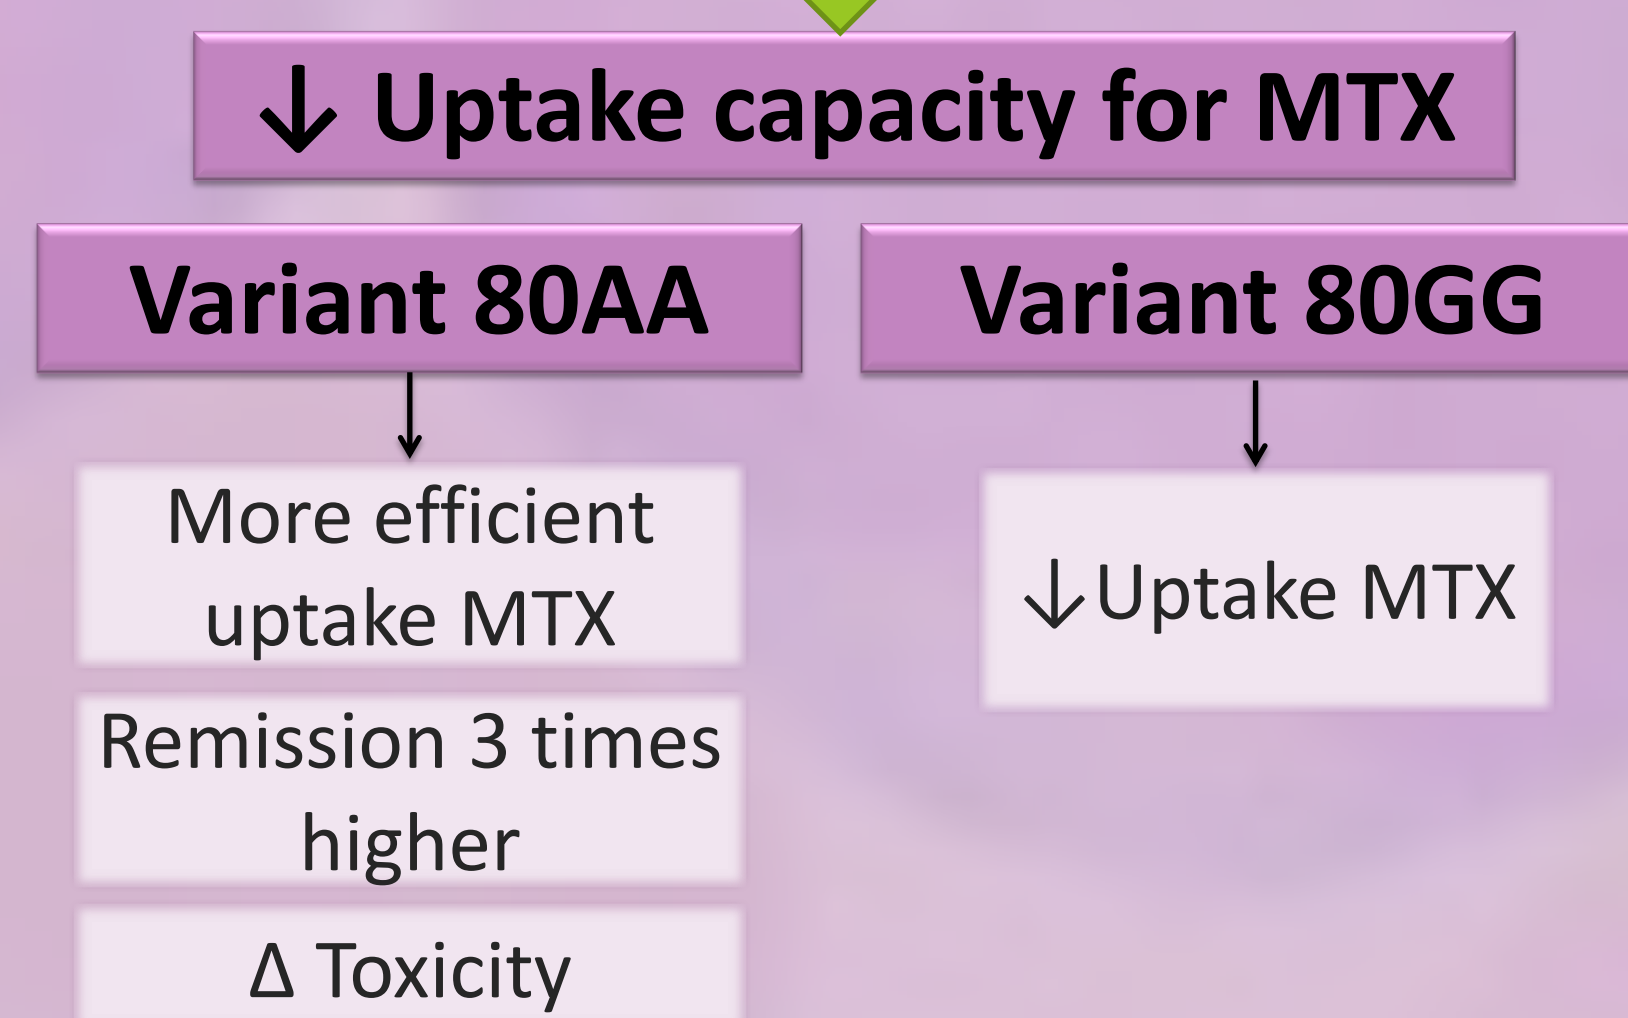 ↓ Uptake capacity for MTX
Variant 80AA
Variant 80GG
More efficient
uptake MTX
↓Uptake MTX
Remission 3 times
higher
Δ Toxicity